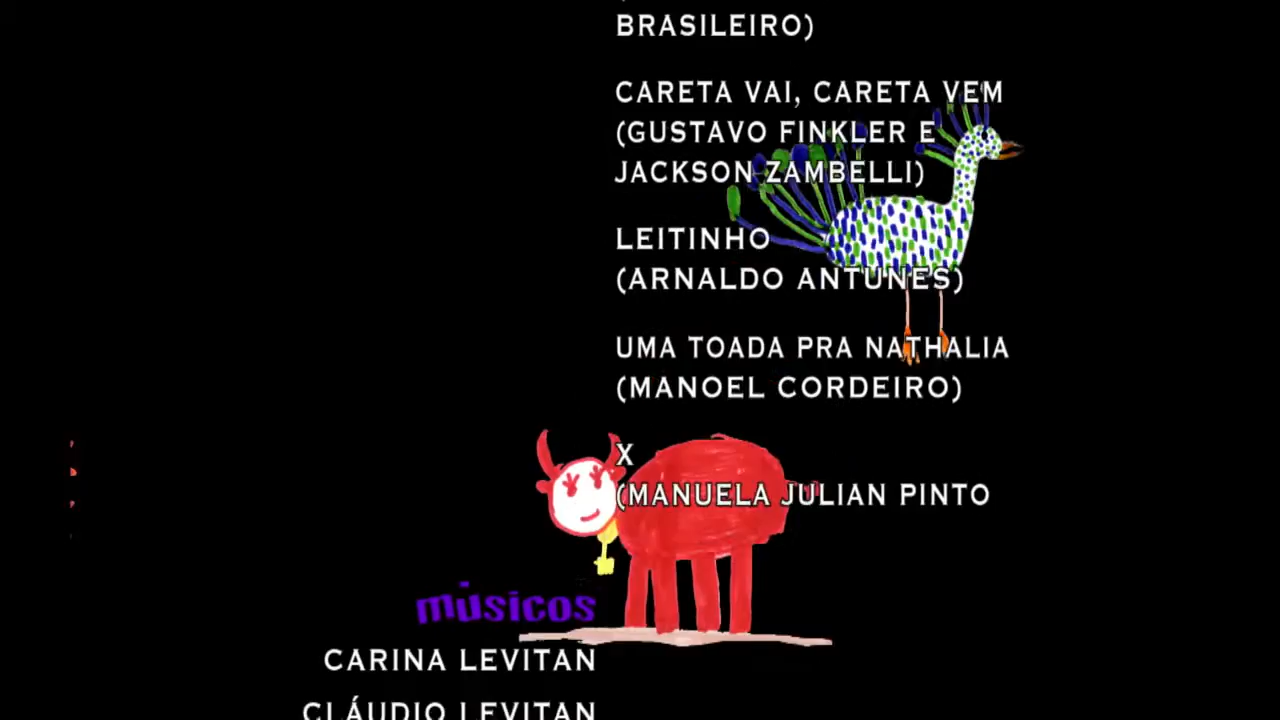 BRASILEIRO)
CARETA VAI, CARETA VEM
(GUSTAVO FINKLER E
JACKSON ZAMBELLI)
LEITINHO
(ARNALDO ANTUNES)
UMA TOADA PRA NATHALIA
(MANOEL CORDEIRO)
X
(MANUELA JULIAN PINTO
músicos
CARINA LEVITAN
CLÁUDIO LEVITAN